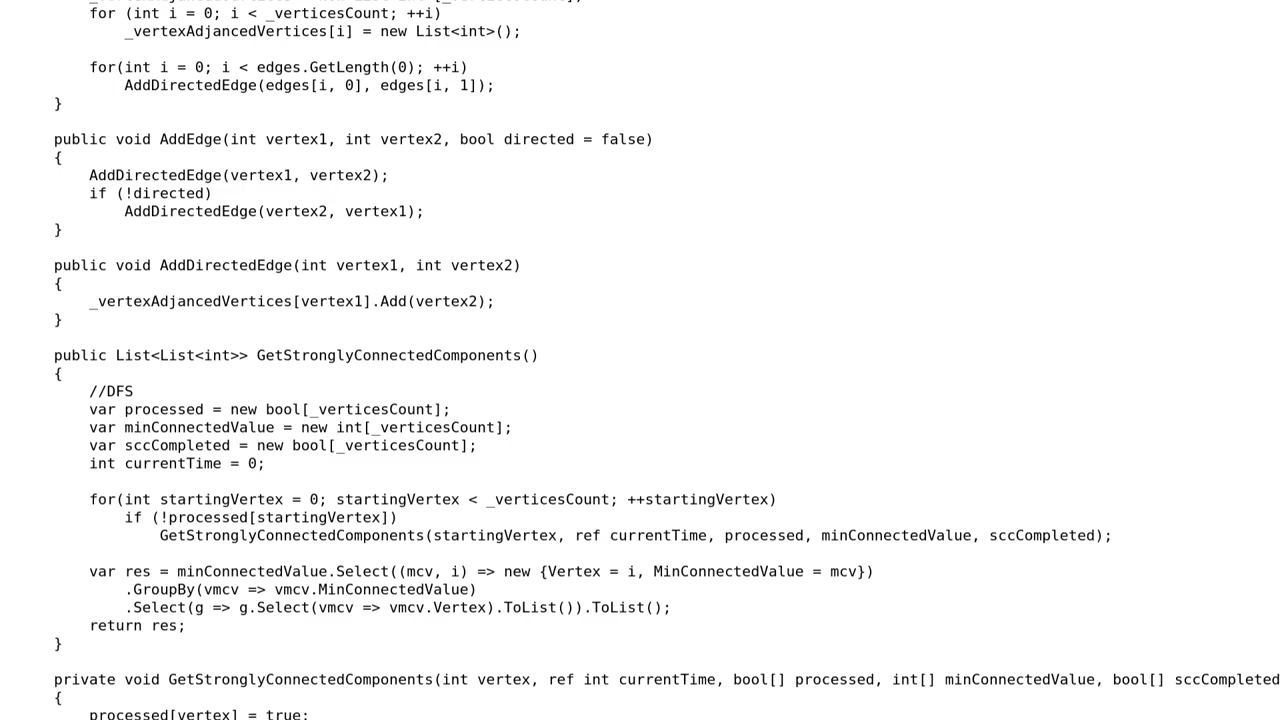 for (int i = 0; i < _verticesCount; ++i)
_vertexAdjancedVertices[i] = new List<int>();
for(int i = 0; i < edges.GetLength(0); ++i)
AddDirectedEdge(edges[i, 0], edges[i, 1]);
}
public void AddEdge(int vertex1, int vertex2, bool directed = false)
{
AddDirectedEdge(vertex1, vertex2);
if (!directed)
AddDirectedEdge(vertex2, vertex1);
}
public void AddDirectedEdge(int vertex1, int vertex2)
{
_vertexAdjancedVertices[vertex1].Add(vertex2);
}
public List<List<int>> GetStronglyConnectedComponents()
{
//DFS
var processed = new bool[_verticesCount];
var minConnectedValue = new int[_verticesCount];
var sccCompleted = new bool[_verticesCount];
int currentTime = 0;
for(int startingVertex = 0; startingVertex < _verticesCount; ++startingVertex)
if (!processed[startingVertex])
GetStronglyConnectedComponents(startingVertex, ref currentTime, processed, minConnectedValue, sccCompleted);
var res = minConnectedValue.Select((mcv, i) => new {Vertex = i, MinConnectedValue = mcv})
.GroupBy(vmcv => vmcv.MinConnectedValue)
.Select(g => g.Select(vmcv => vmcv.Vertex).ToList()).ToList();
return res;
}
private void GetStronglyConnectedComponents(int vertex, ref int currentTime, bool[] processed, int[] minConnectedValue, bool[] sccCompleted
{
processed[vertex] = true;